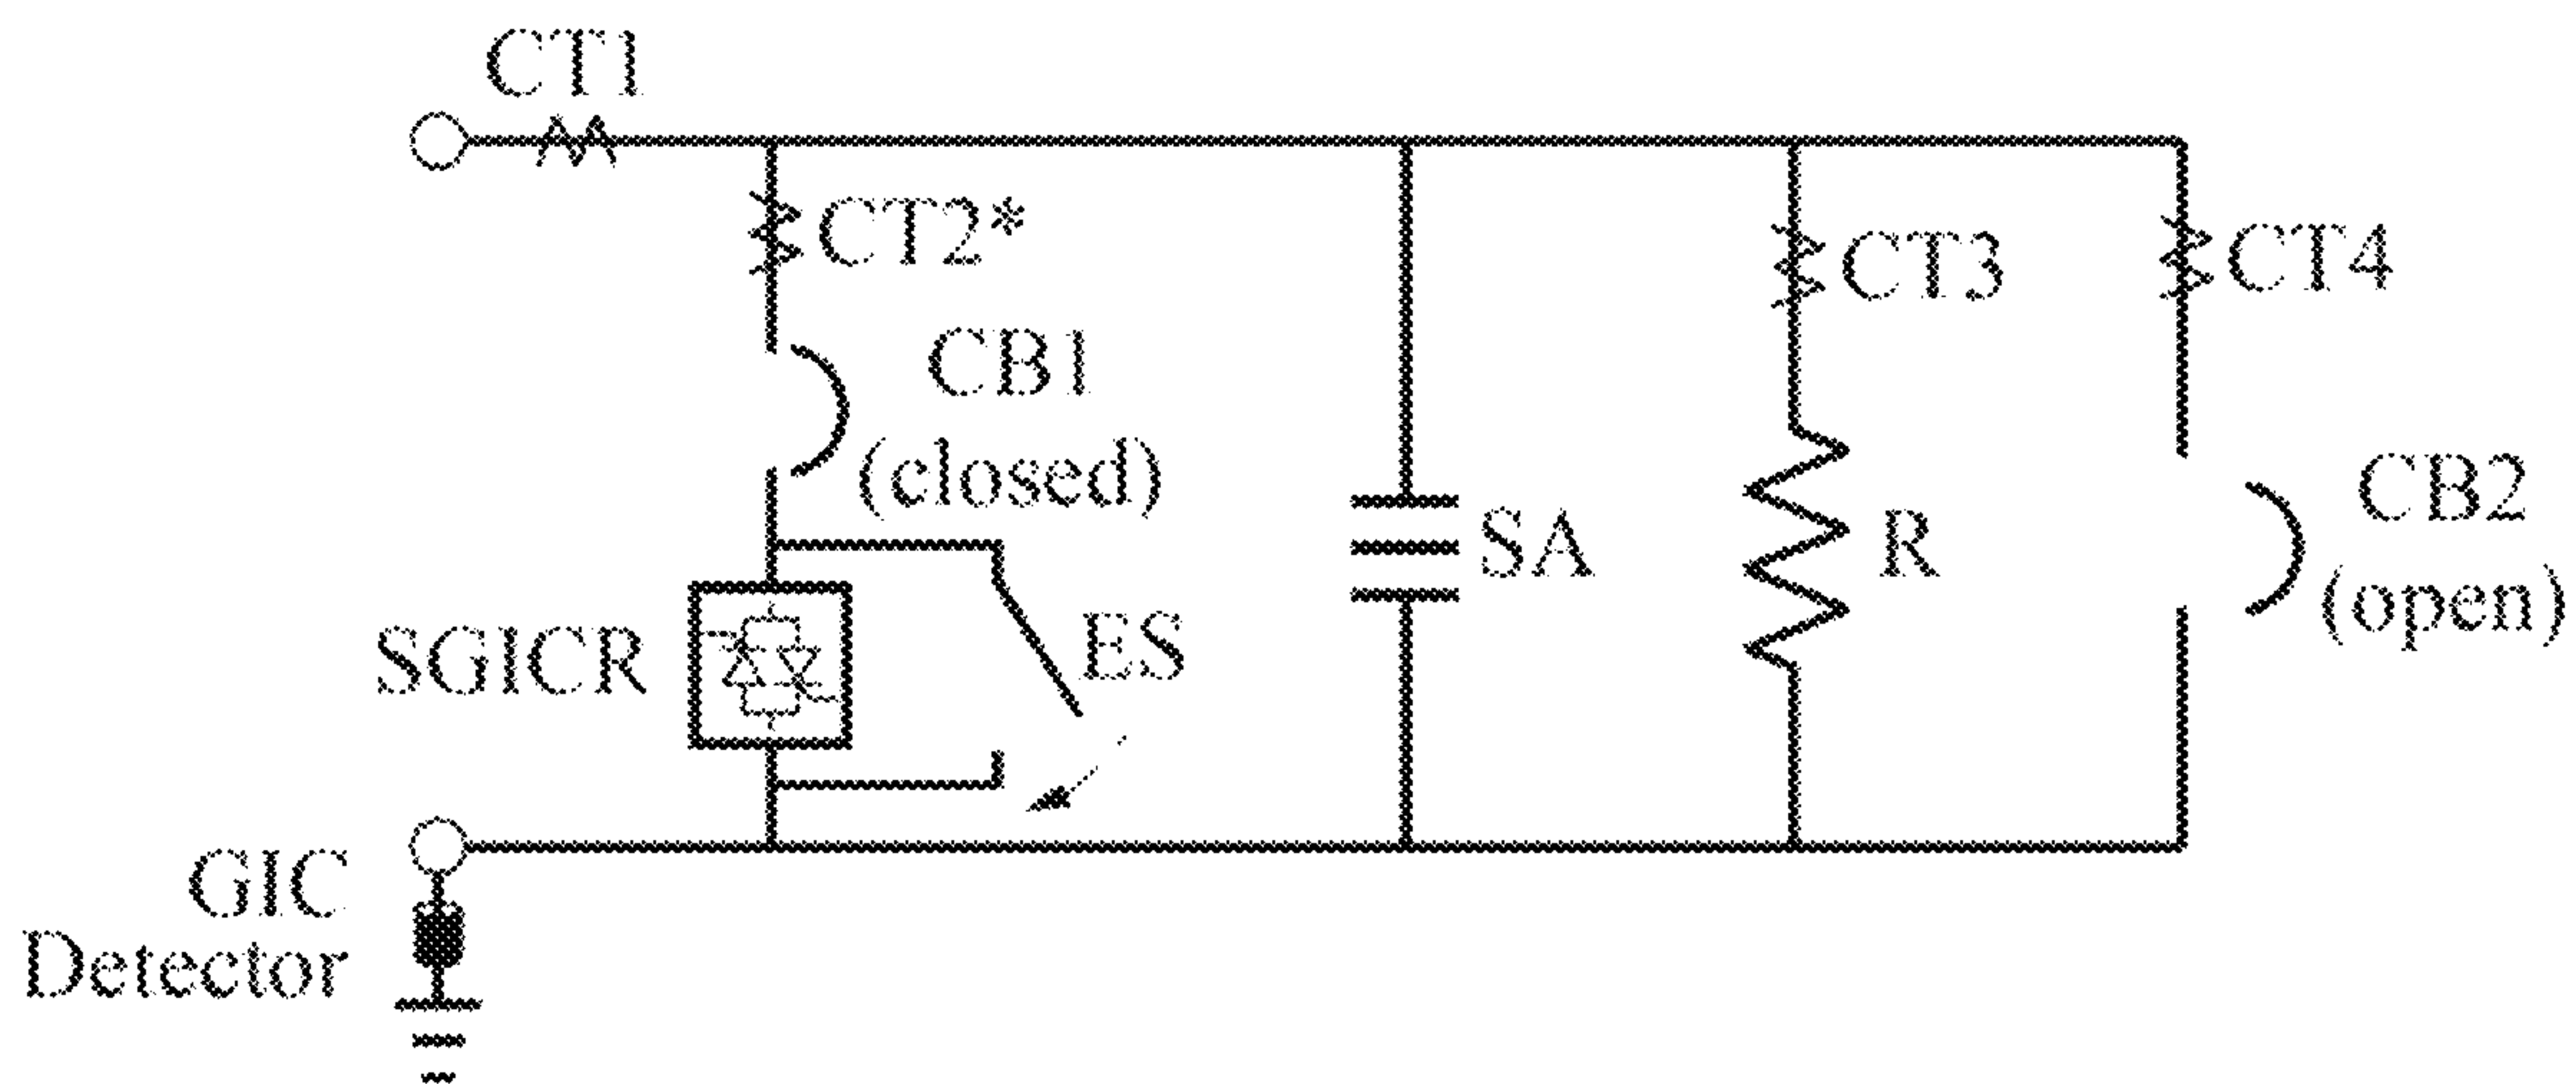 CT1
CT2*
CT3
CT4
CB1
(closed)
CB2
(open)
SA
R
SGICR
ES
GIC
Detector